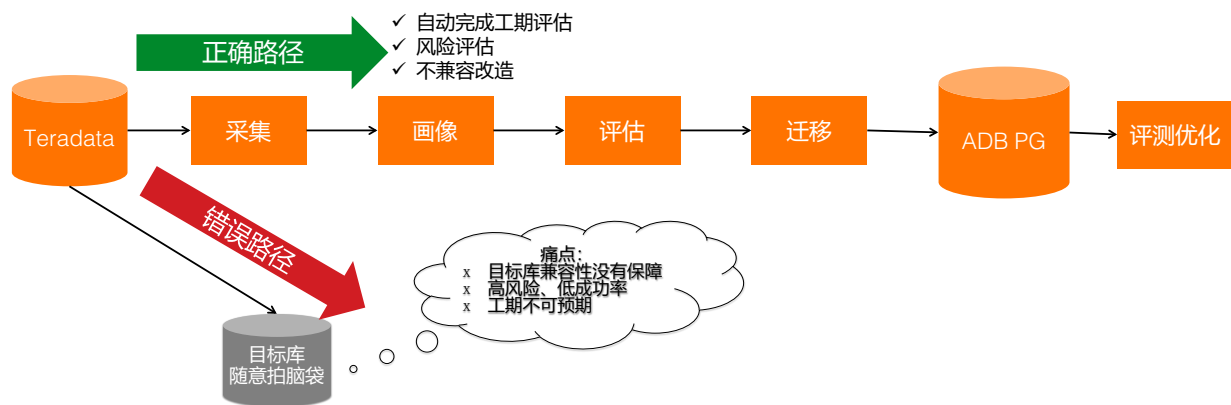 正确路径
✓ 自动完成工期评估
✓ 风险评估
✓ 不兼容改造
Teradata
采集
画像
评估
迁移
ADB PG
评测优化
错误路径
痛点：
x 目标库兼容性没有保障
x 高风险、低成功率
x 工期不可预期
目标库
随意拍脑袋